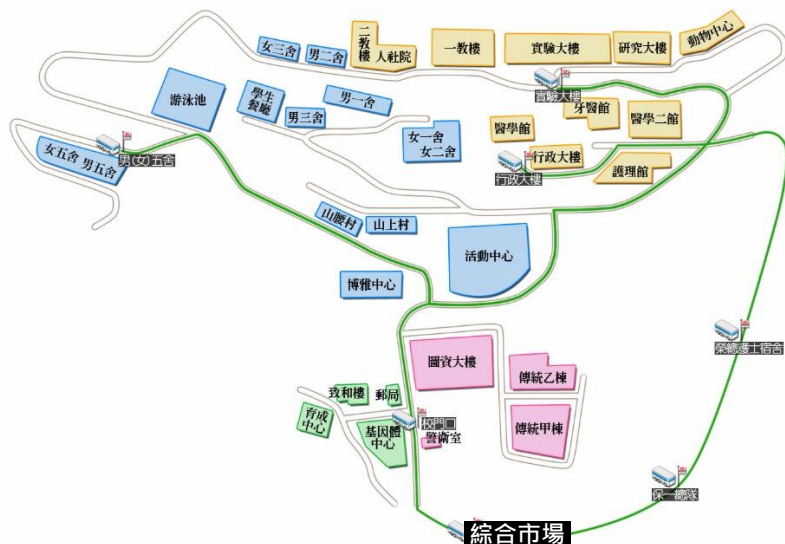 女三舍
男二舍
二教樓
人社院
一教樓
實驗大樓
研究大樓
動物中心
實驗大樓
游泳池
學生
餐廳
男三舍
男一舍
女一舍
女二舍
醫學館
牙醫館
醫學二館
行政大樓
行政大樓
護理館
男(女)五舍
女五舍 男五舍
山腰村
山上村
活動中心
博雅中心
榮總護士宿舍
圖資大樓
傳統乙棟
傳統甲棟
致和樓
郵局
育成
中心
基因體
中心
校門口
警衛室
保一總隊
綜合市場